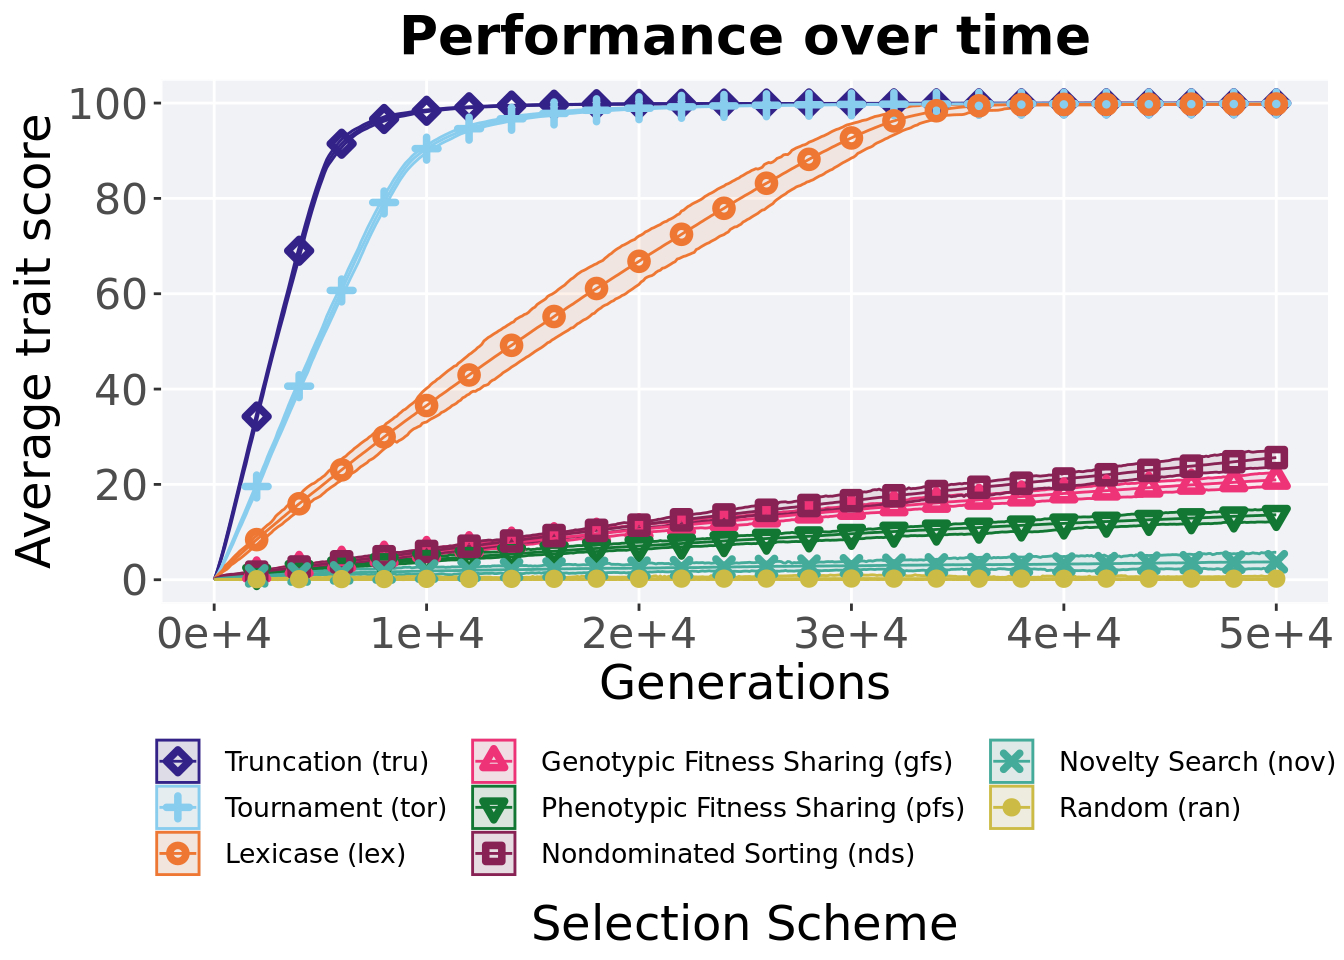 Performance over time
Average trait score
100
80
60
40
20
0
0e+4 1e+4 2e+4 3e+4 4e+4 5e+4
Generations
Truncation (tru)
Tournament (tor)
Lexicase (lex)
Genotypic Fitness Sharing (gfs)
Phenotypic Fitness Sharing (pfs)
Nondominated Sorting (nds)
Novelty Search (nov)
Random (ran)
Selection Scheme